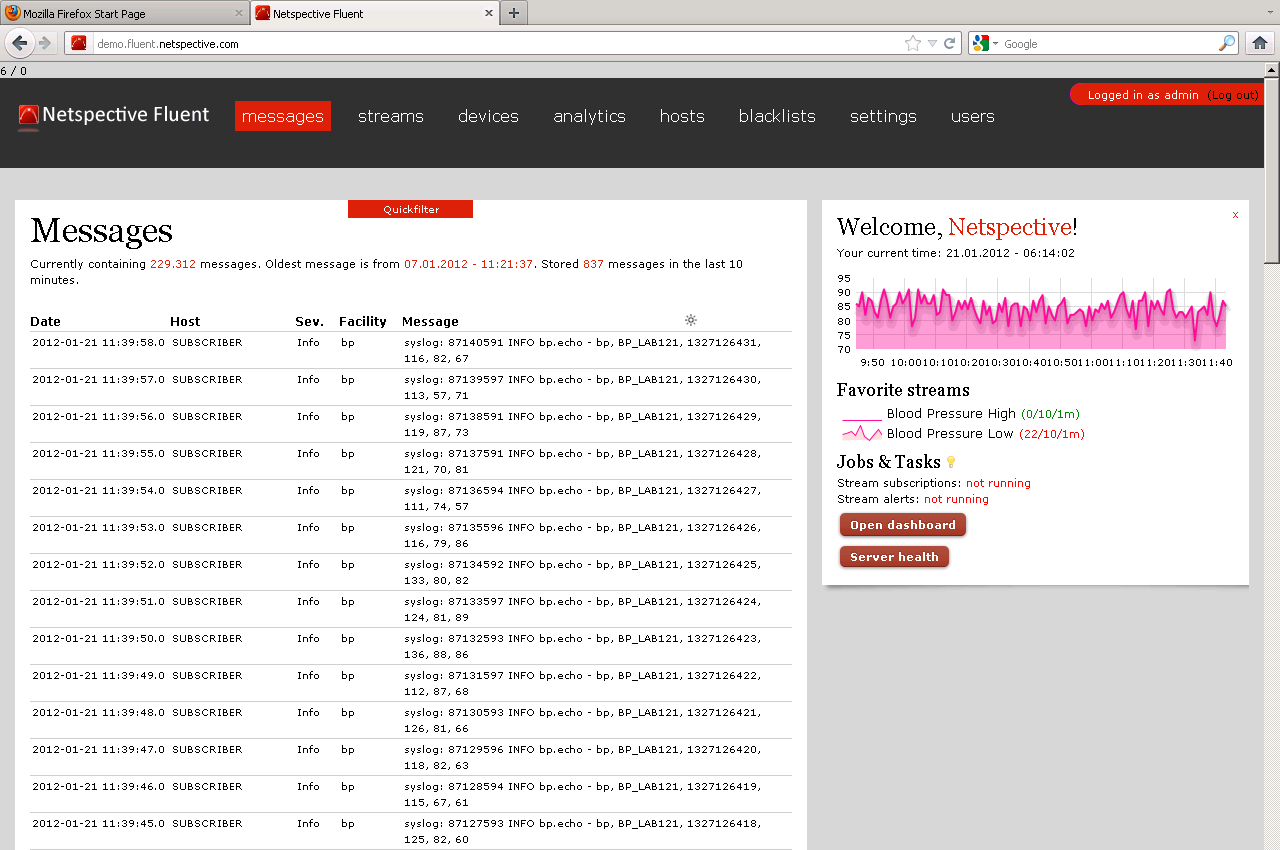 Mozilla Firefox Start Page
Netspective Fluent
demo.fluent.netspective.com
Google
6 / 0
Logged in as admin (Log out)
Netspective Fluent
messages streams devices analytics hosts blacklists settings users
Quickfilter
Messages
Currently containing 229.312 messages. Oldest message is from 07.01.2012 - 11:21:37. Stored 837 messages in the last 10
minutes.
Date Host Sev. Facility Message
2012-01-21 11:39:58.0 SUBSCRIBER Info bp syslog: 87140591 INFO bp.echo - bp, BP_LAB121, 1327126431,
116, 82, 67
2012-01-21 11:39:57.0 SUBSCRIBER Info bp syslog: 87139597 INFO bp.echo - bp, BP_LAB121, 1327126430,
113, 57, 71
2012-01-21 11:39:56.0 SUBSCRIBER Info bp syslog: 87138591 INFO bp.echo - bp, BP_LAB121, 1327126429,
119, 87, 73
2012-01-21 11:39:55.0 SUBSCRIBER Info bp syslog: 87137591 INFO bp.echo - bp, BP_LAB121, 1327126428,
121, 70, 81
2012-01-21 11:39:54.0 SUBSCRIBER Info bp syslog: 87136594 INFO bp.echo - bp, BP_LAB121, 1327126427,
111, 74, 57
2012-01-21 11:39:53.0 SUBSCRIBER Info bp syslog: 87135596 INFO bp.echo - bp, BP_LAB121, 1327126426,
116, 79, 86
2012-01-21 11:39:52.0 SUBSCRIBER Info bp syslog: 87134592 INFO bp.echo - bp, BP_LAB121, 1327126425,
133, 80, 82
2012-01-21 11:39:51.0 SUBSCRIBER Info bp syslog: 87133597 INFO bp.echo - bp, BP_LAB121, 1327126424,
124, 81, 89
2012-01-21 11:39:50.0 SUBSCRIBER Info bp syslog: 87132593 INFO bp.echo - bp, BP_LAB121, 1327126423,
136, 88, 86
2012-01-21 11:39:49.0 SUBSCRIBER Info bp syslog: 87131597 INFO bp.echo - bp, BP_LAB121, 1327126422,
112, 87, 68
2012-01-21 11:39:48.0 SUBSCRIBER Info bp syslog: 87130593 INFO bp.echo - bp, BP_LAB121, 1327126421,
126, 81, 66
2012-01-21 11:39:47.0 SUBSCRIBER Info bp syslog: 87129596 INFO bp.echo - bp, BP_LAB121, 1327126420,
118, 82, 63
2012-01-21 11:39:46.0 SUBSCRIBER Info bp syslog: 87128594 INFO bp.echo - bp, BP_LAB121, 1327126419,
115, 67, 61
2012-01-21 11:39:45.0 SUBSCRIBER Info bp syslog: 87127593 INFO bp.echo - bp, BP_LAB121, 1327126418,
125, 82, 60
x
Welcome, Netspective!
Your current time: 21.01.2012 - 06:14:02
95
90
85
80
75
70
9:50 10:00 10:10 10:20 10:30 10:40 10:50 11:00 11:10 11:20 11:30 11:40
Favorite streams
Blood Pressure High (0/10/1m)
Blood Pressure Low (22/10/1m)
Jobs & Tasks
Stream subscriptions: not running
Stream alerts: not running
Open dashboard
Server health